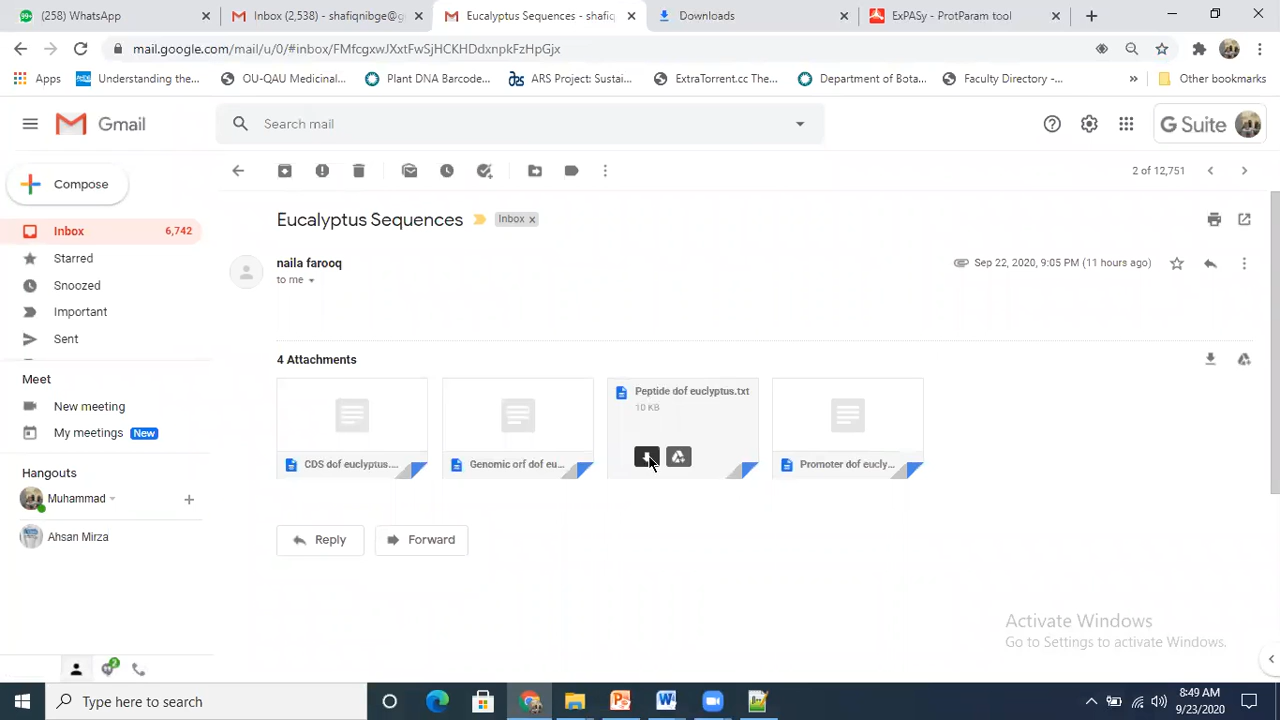 99+ (258) WhatsApp
Inbox (2,538) - shafiqnibge@g
Eucalyptus Sequences - shafiq
Downloads
ExPASy - ProtParam tool
mail.google.com/mail/u/0/#inbox/FMfcgxwJXxtFwSjHCKHDdxnpkFzHpGjx
Apps
Understanding the...
OU-QAU Medicinal...
Plant DNA Barcode...
ARS Project: Sustai...
ExtraTorrent.cc The...
Department of Bota...
Faculty Directory -...
»
Other bookmarks
Gmail
Search mail
G Suite
Compose
2 of 12,751
Eucalyptus Sequences
Inbox x
Inbox 6,742
Starred
Snoozed
Important
Sent
naila farooq
to me
Sep 22, 2020, 9:05 PM (11 hours ago)
4 Attachments
Meet
New meeting
My meetings New
Hangouts
Muhammad
Ahsan Mirza
Peptide dof euclyptus.txt
10 KB
CDS dof euclyptus....
Genomic orf dof eu...
Promoter dof eucly...
Reply
Forward
Activate Windows
Go to Settings to activate Windows.
2
Type here to search
8:49 AM
9/23/2020